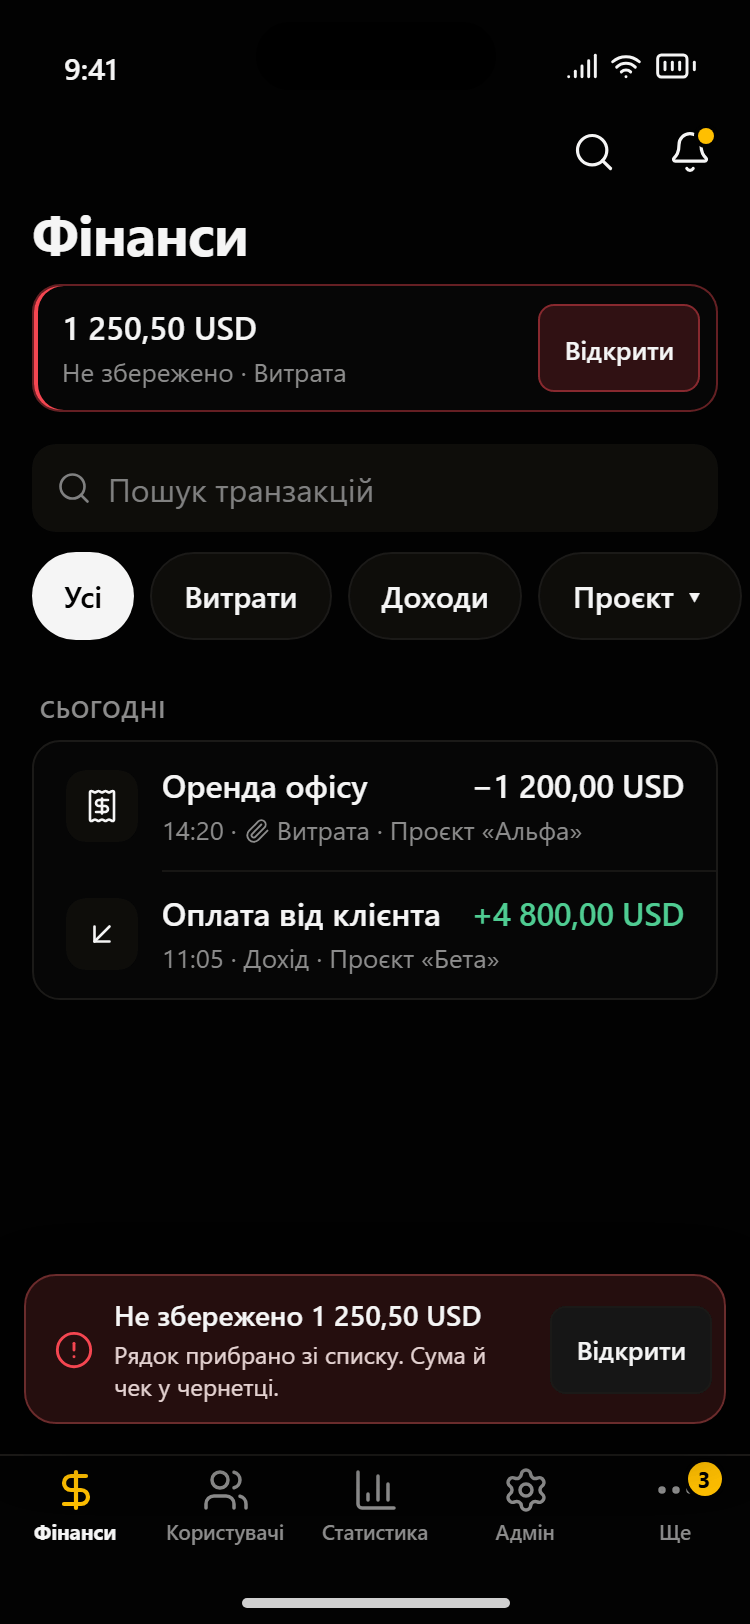 9:41
Фінанси
1 250,50 USD
Не збережено · Витрата
Відкрити
Пошук транзакцій
Усі
Витрати
Доходи
Проєкт ▼
СЬОГОДНІ
Оренда офісу −1 200,00 USD
14:20 · Витрата · Проєкт «Альфа»
Оплата від клієнта +4 800,00 USD
11:05 · Дохід · Проєкт «Бета»
Не збережено 1 250,50 USD
Рядок прибрано зі списку. Сума й
чек у чернетці.
Відкрити
3
Фінанси
Користувачі
Статистика
Адмін
Ще